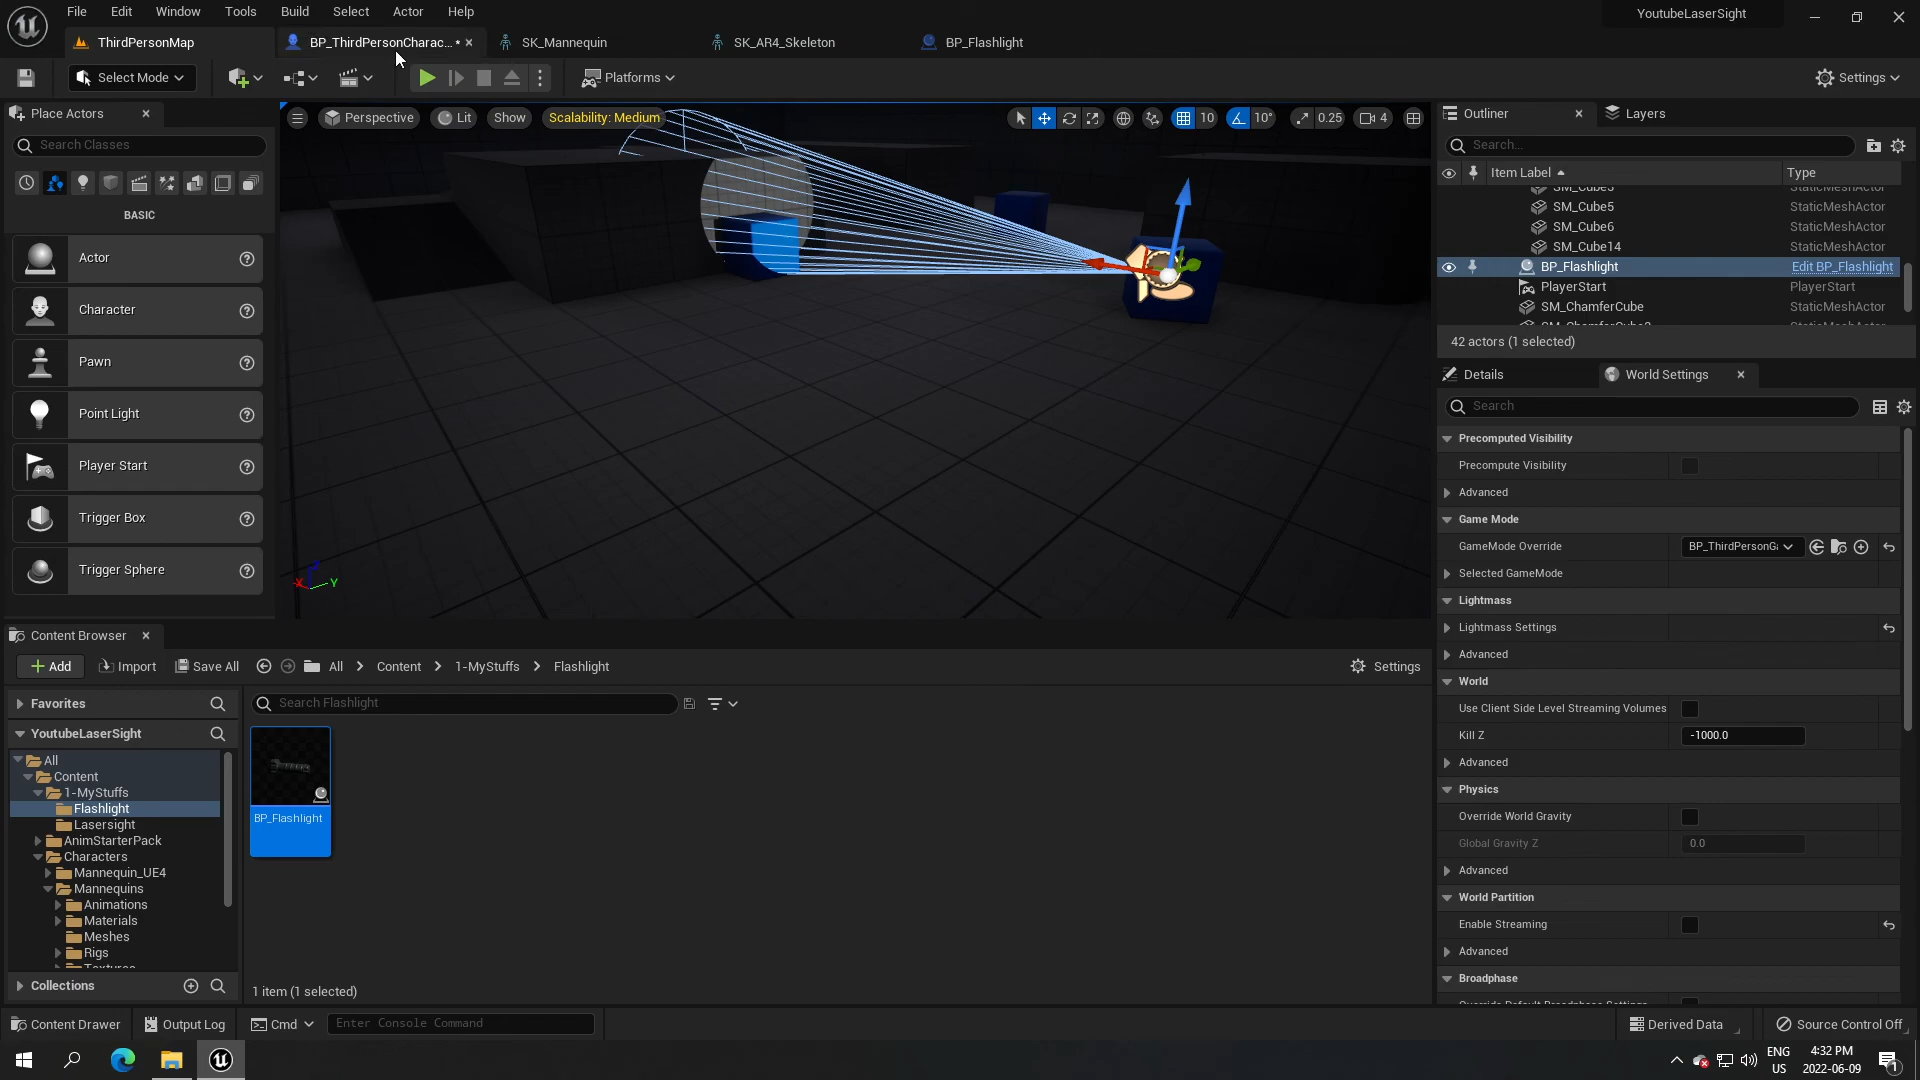 File Edit Window Tools Build Select Actor Help
YoutubeLaserSight
ThirdPersonMap
BP_ThirdPersonCharac... *
SK_Mannequin
SK_AR4_Skeleton
BP_Flashlight
Select Mode
Platforms
Settings
Place Actors
Search Classes
BASIC
Actor
Character
Pawn
Point Light
Player Start
Trigger Box
Trigger Sphere
Perspective
Lit
Show
Scalability: Medium
10
10°
0.25
4
X
Y
Outliner
Layers
Search...
Item Label
Type
SM_Cube3 StaticMeshActor
SM_Cube5 StaticMeshActor
SM_Cube6 StaticMeshActor
SM_Cube14 StaticMeshActor
BP_Flashlight Edit BP_Flashlight
PlayerStart PlayerStart
SM_ChamferCube StaticMeshActor
42 actors (1 selected)
Details
World Settings
Search
Precomputed Visibility
Precompute Visibility
Advanced
Game Mode
GameMode Override BP_ThirdPersonGa
Selected GameMode
Lightmass
Lightmass Settings
Advanced
World
Use Client Side Level Streaming Volumes
Kill Z -1000.0
Advanced
Physics
Override World Gravity
Global Gravity Z 0.0
Advanced
World Partition
Enable Streaming
Advanced
Broadphase
Content Browser
Add
Import
Save All
All > Content > 1-MyStuffs > Flashlight
Settings
Favorites
Search Flashlight
YoutubeLaserSight
All
Content
1-MyStuffs
Flashlight
Lasersight
AnimStarterPack
Characters
Mannequin_UE4
Mannequins
Animations
Materials
Meshes
Rigs
Textures
Collections
BP_Flashlight
1 item (1 selected)
Content Drawer
Output Log
Cmd
Enter Console Command
Derived Data
Source Control Off
ENG
US
4:32 PM
2022-06-09
1